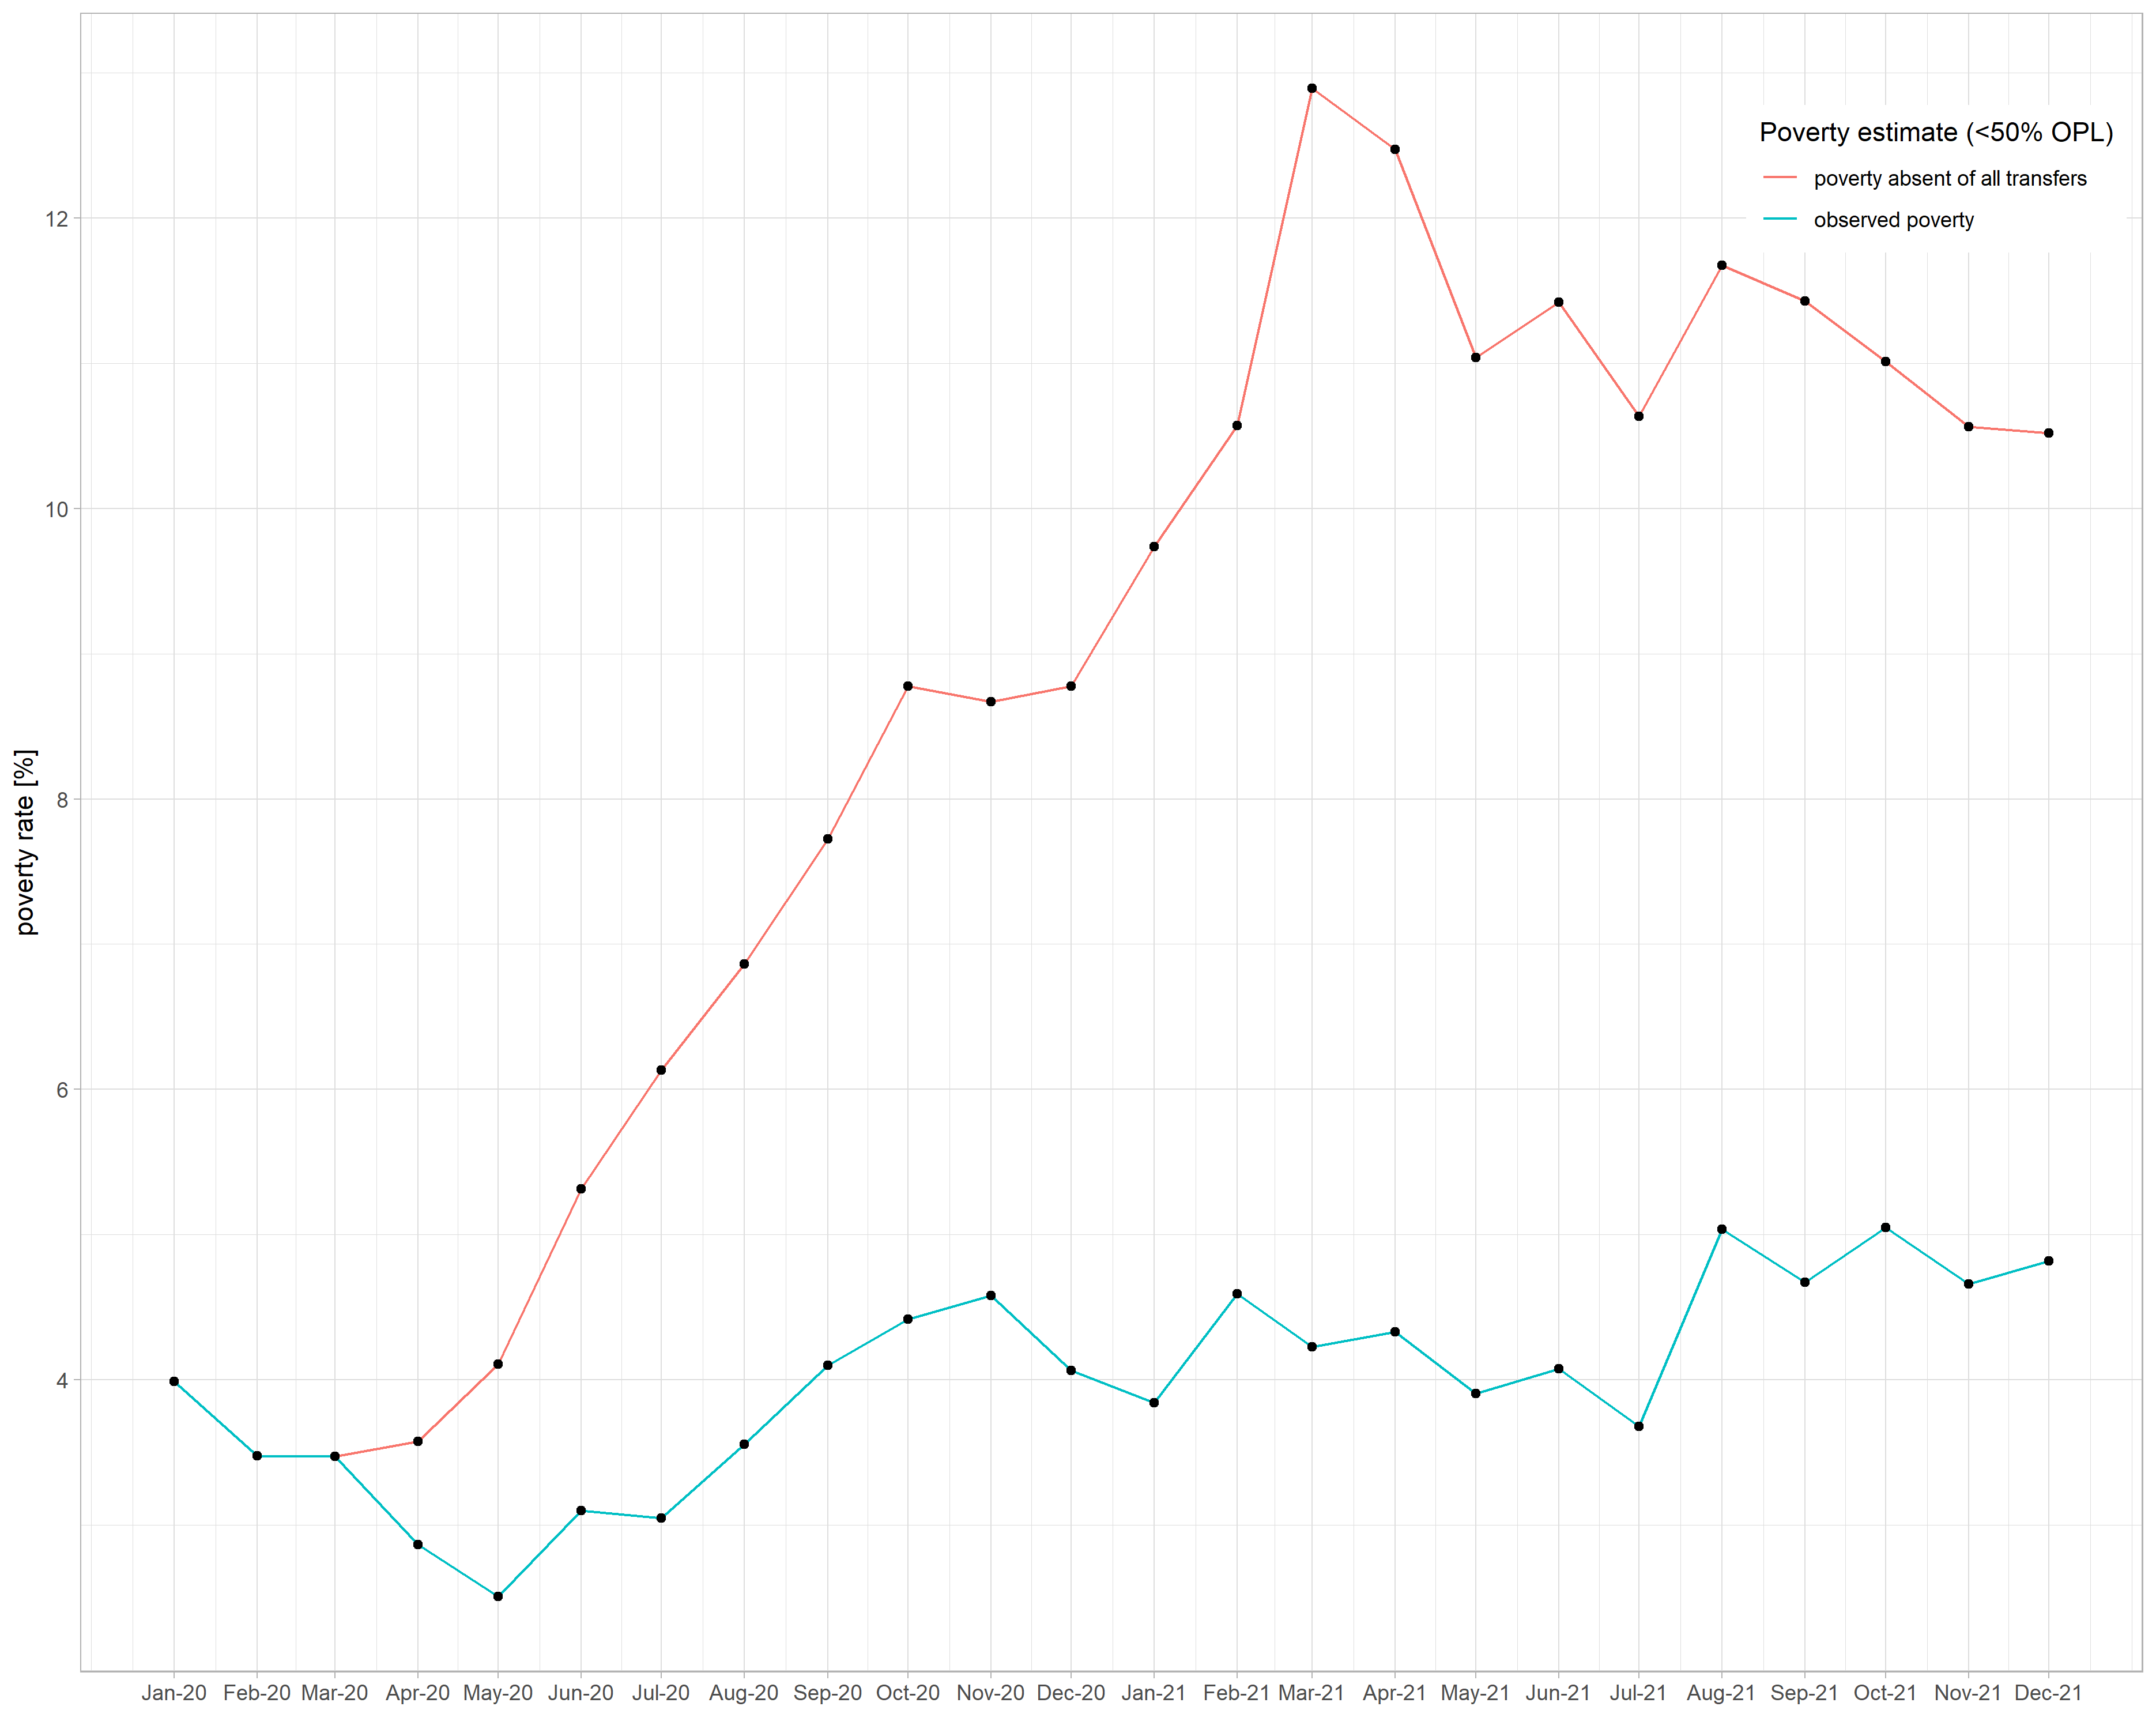 Poverty estimate (<50% OPL)
poverty absent of all transfers
observed poverty
poverty rate [%]
12
10
8
6
4
Jan-20 Feb-20 Mar-20 Apr-20 May-20 Jun-20 Jul-20 Aug-20 Sep-20 Oct-20 Nov-20 Dec-20 Jan-21 Feb-21 Mar-21 Apr-21 May-21 Jun-21 Jul-21 Aug-21 Sep-21 Oct-21 Nov-21 Dec-21